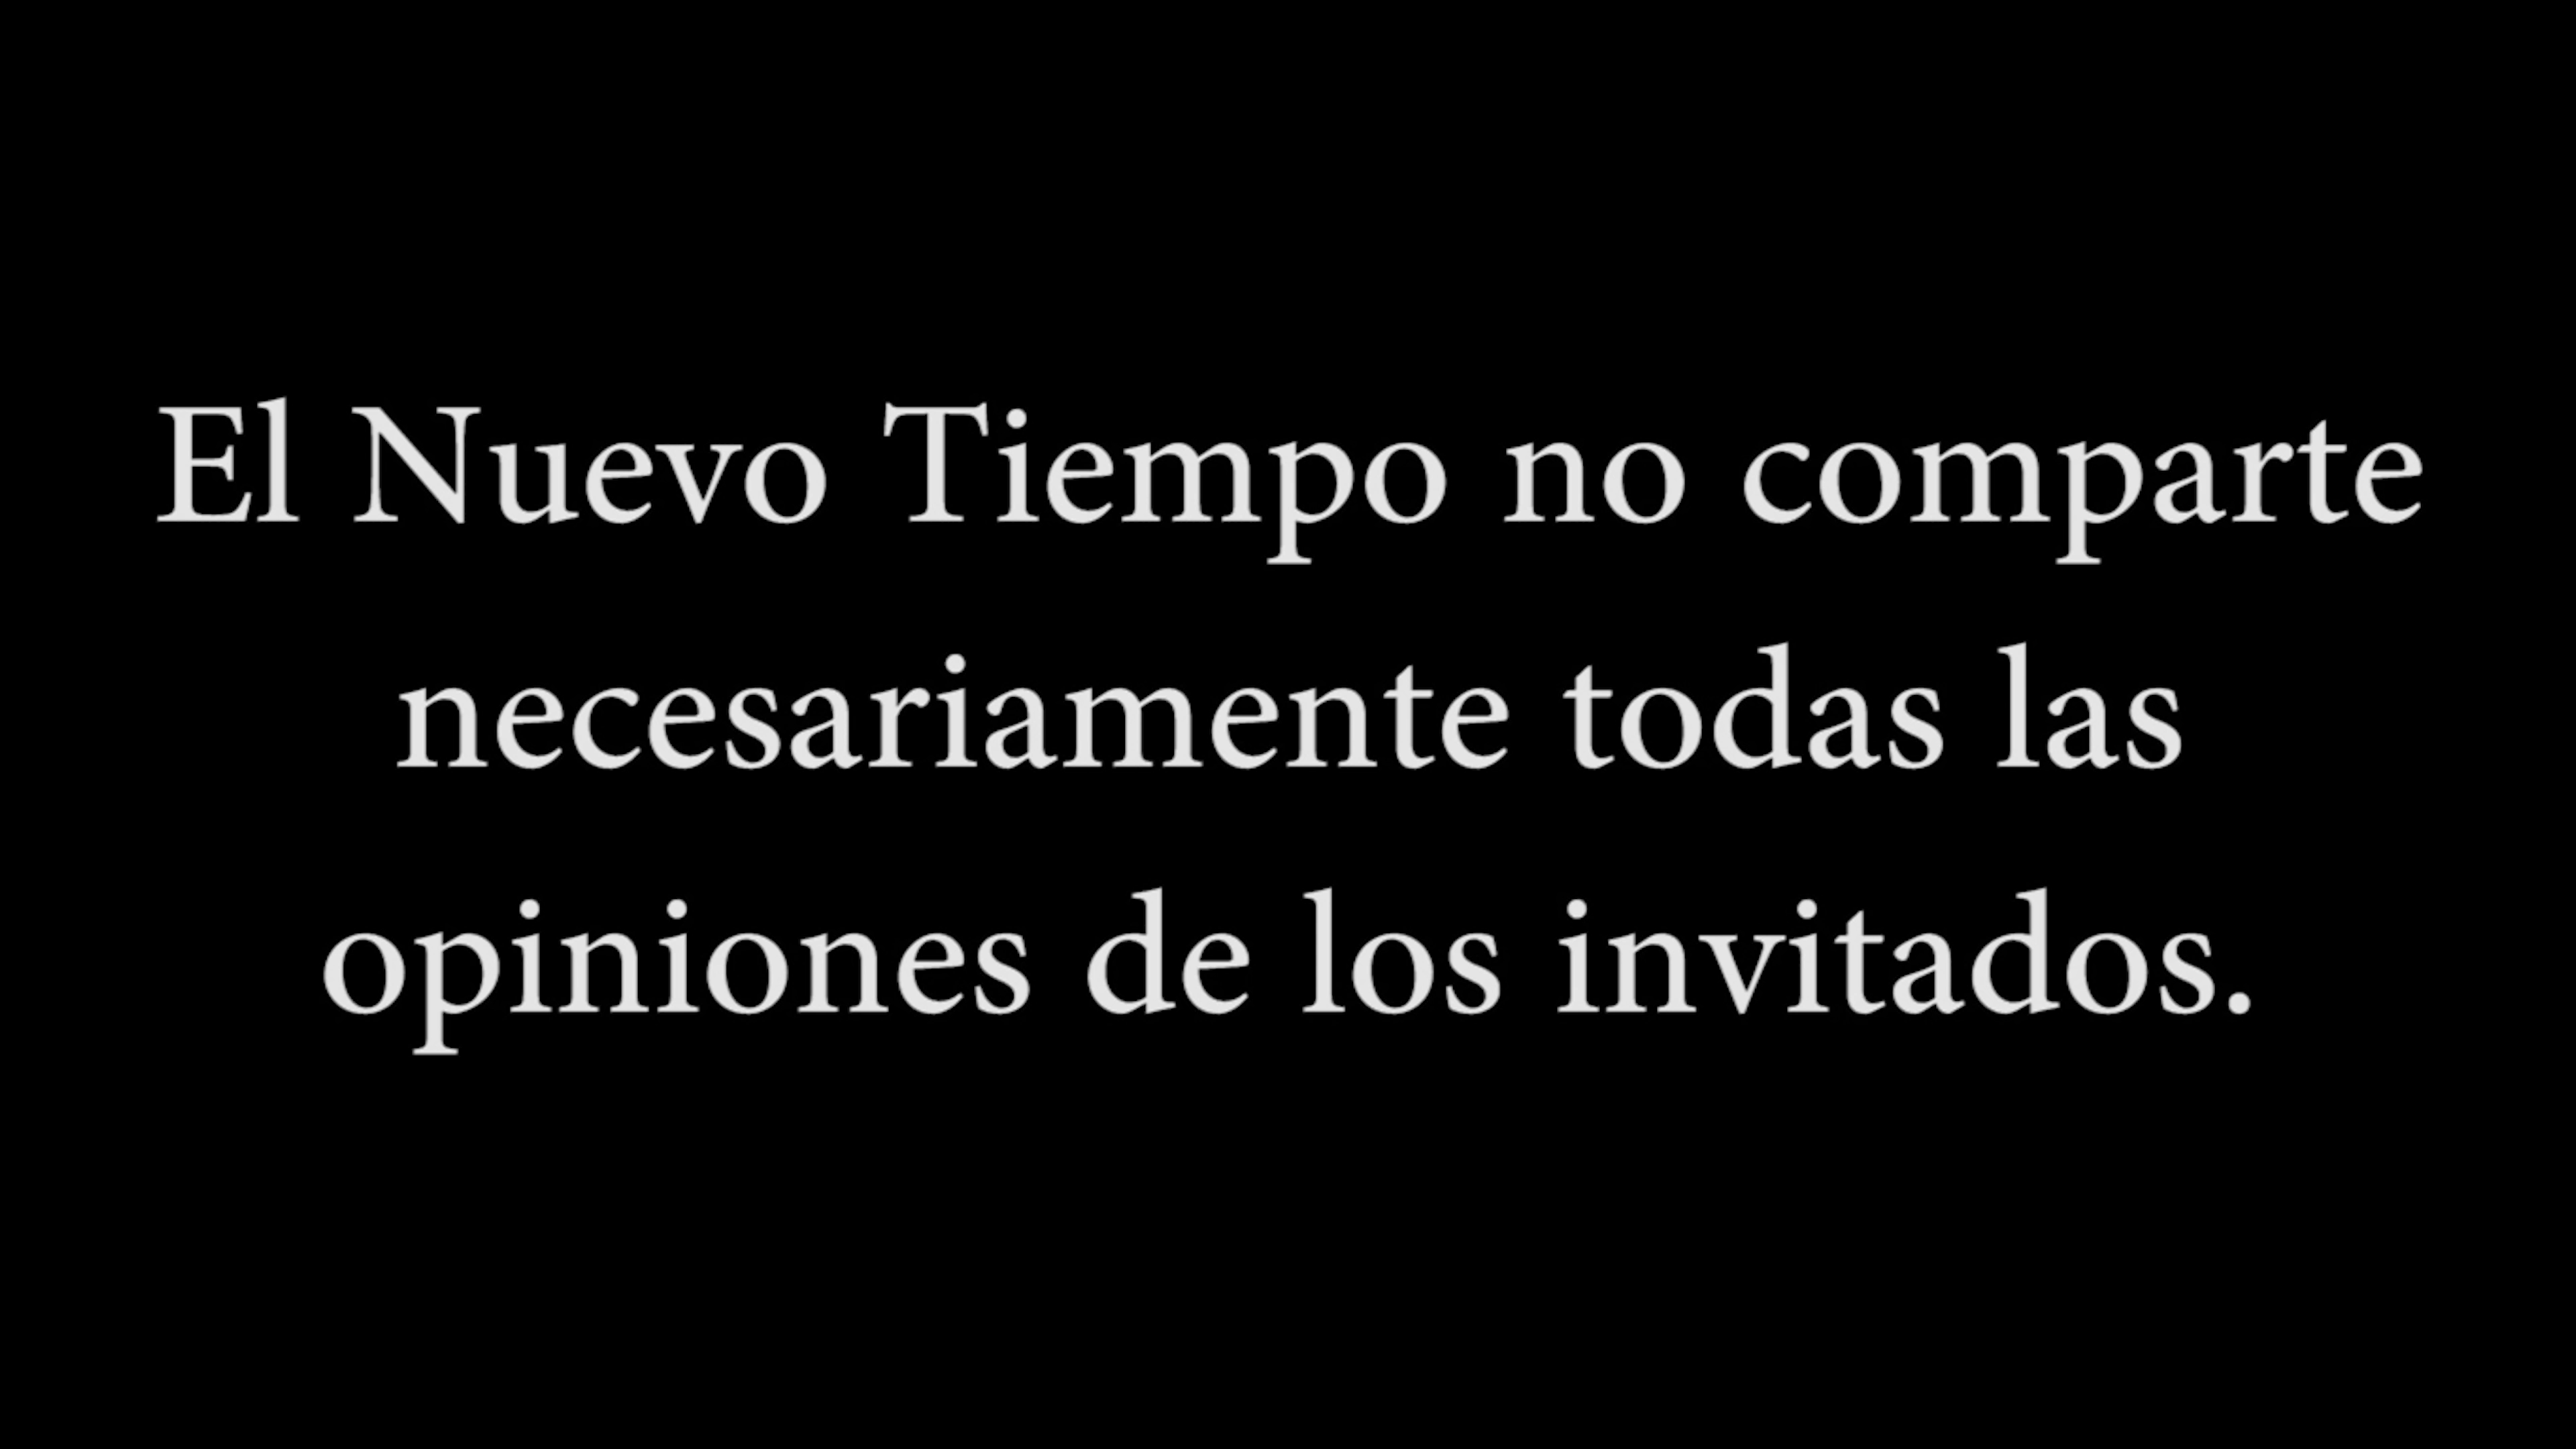 El Nuevo Tiempo no comparte
necesariamente todas las
opiniones de los invitados.